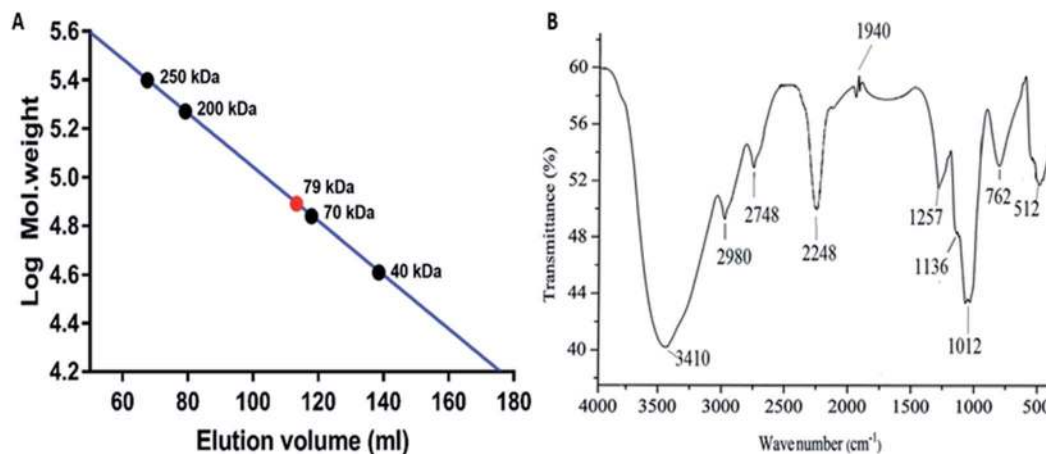 A
5.6
5.4
5.2
5.0
4.8
4.6
4.4
4.2
Log Mol.weight
250 kDa
200 kDa
79 kDa
70 kDa
40 kDa
60 80 100 120 140 160 180
Elution volume (ml)
B
60
56
52
48
44
40
Transmittance (%)
1940
2748
2980
2248
1257
762
512
1136
1012
3410
4000 3500 3000 2500 2000 1500 1000 500
Wavenumber (cm-1)